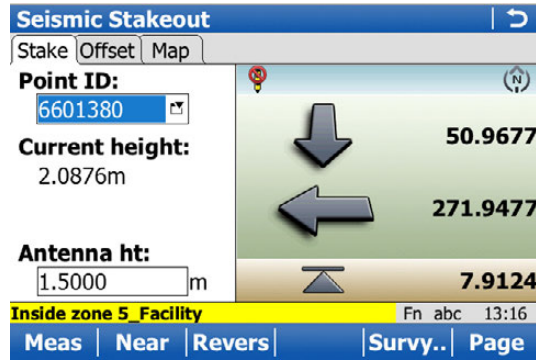 Seismic Stakeout
Stake Offset Map
Point ID:
6601380
N
50.9677
Current height:
2.0876m
271.9477
Antenna ht:
1.5000 m
7.9124
Inside zone 5_Facility Fn abc 13:16
Meas Near Revers Survy.. Page